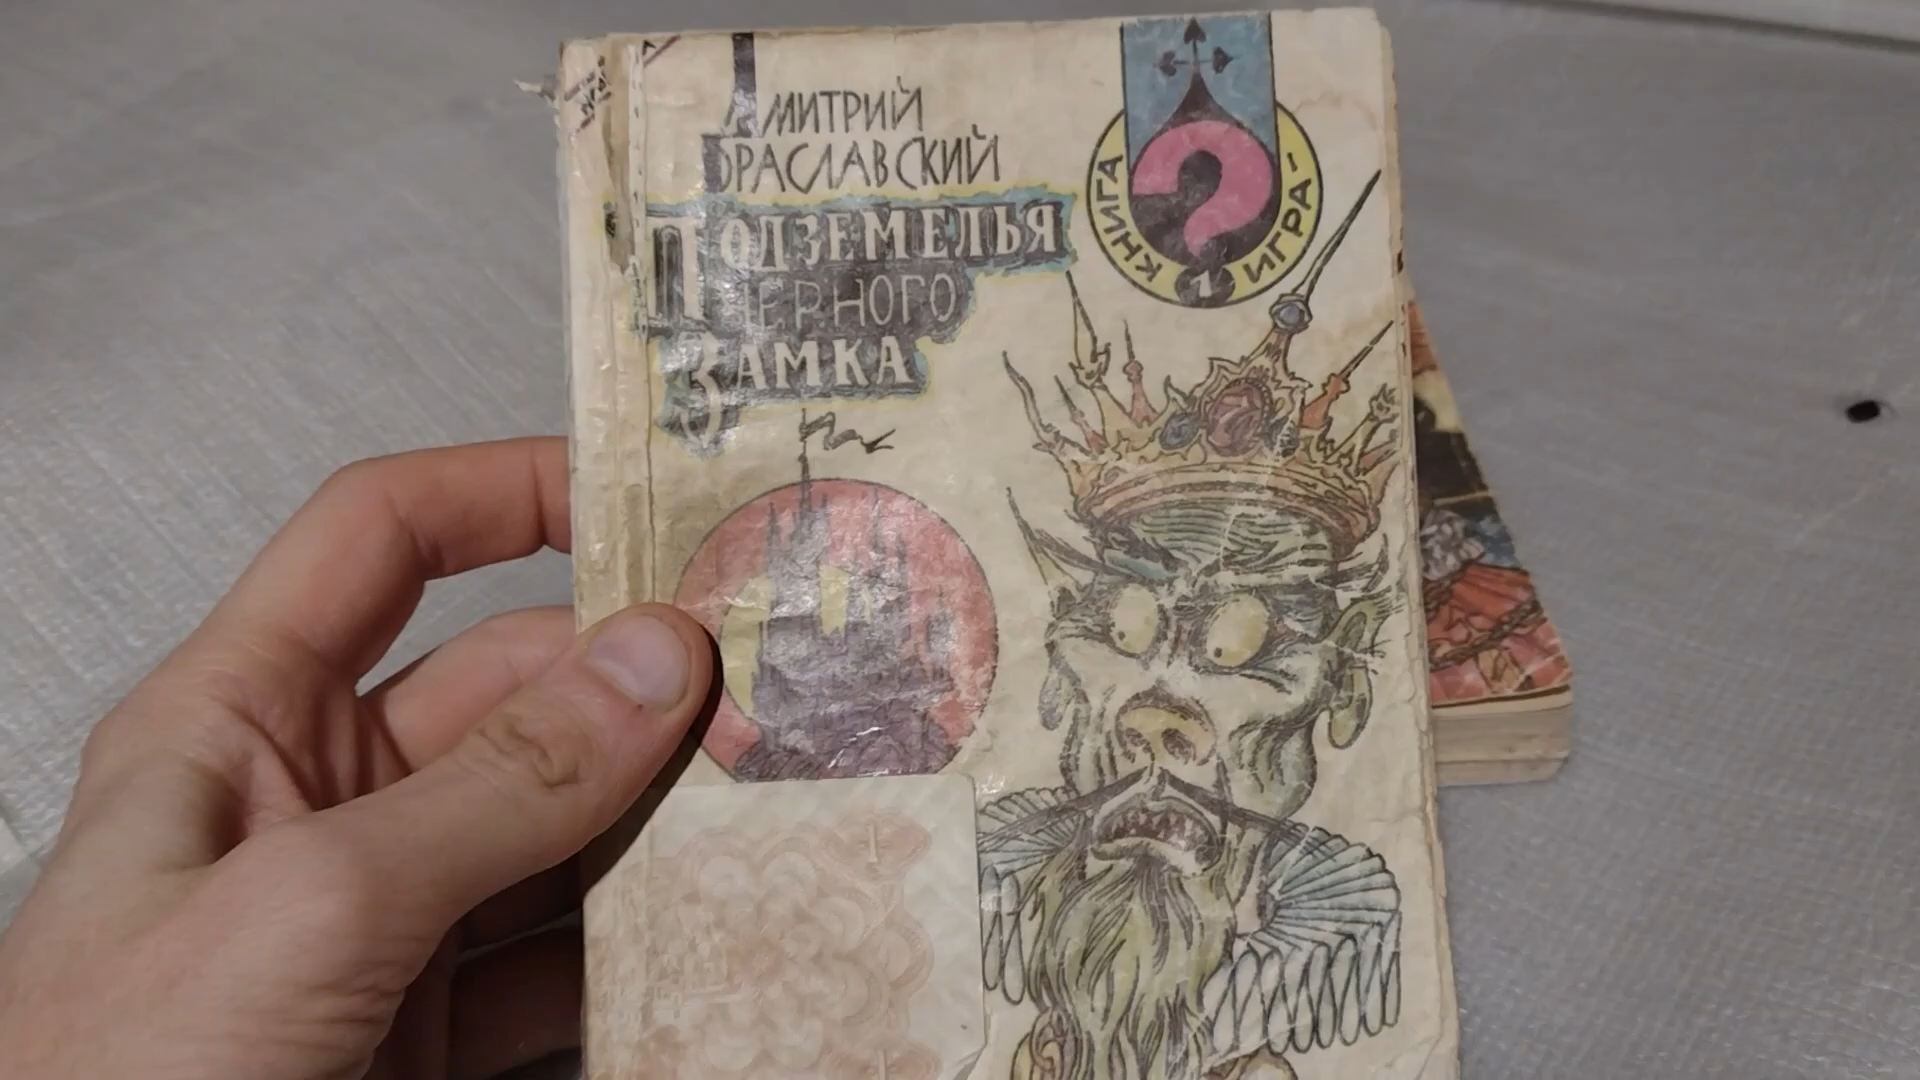 Дмитрий
Браславский
Подземелья
Черного
Замка
КНИГА
ИГРА-
1